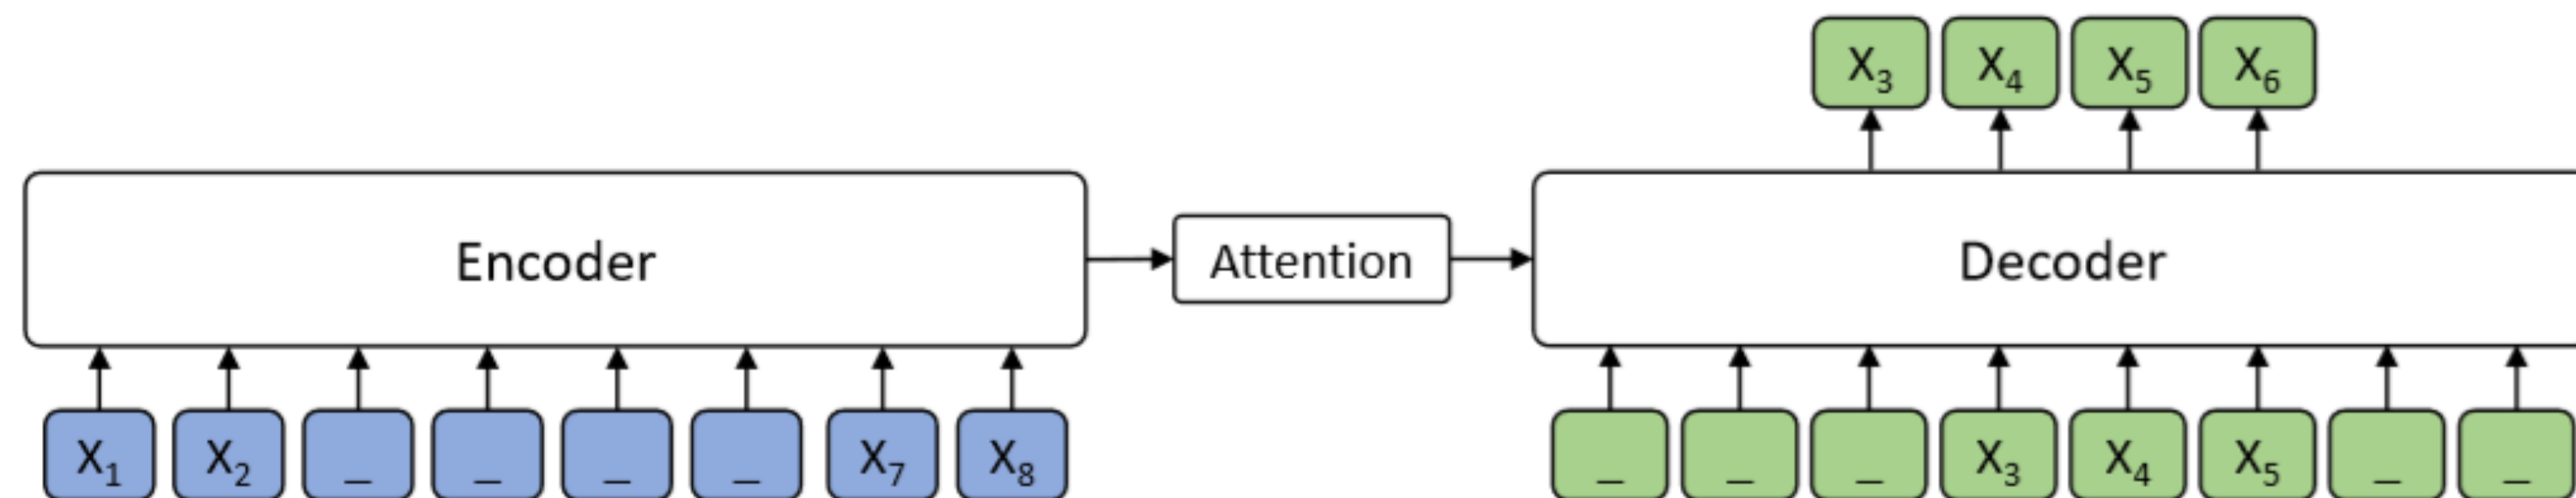 X₃ X₄ X₅ X₆
Encoder Attention Decoder
X₁ X₂ _ _ _ _ X₇ X₈ _ _ _ X₃ X₄ X₅ _ _